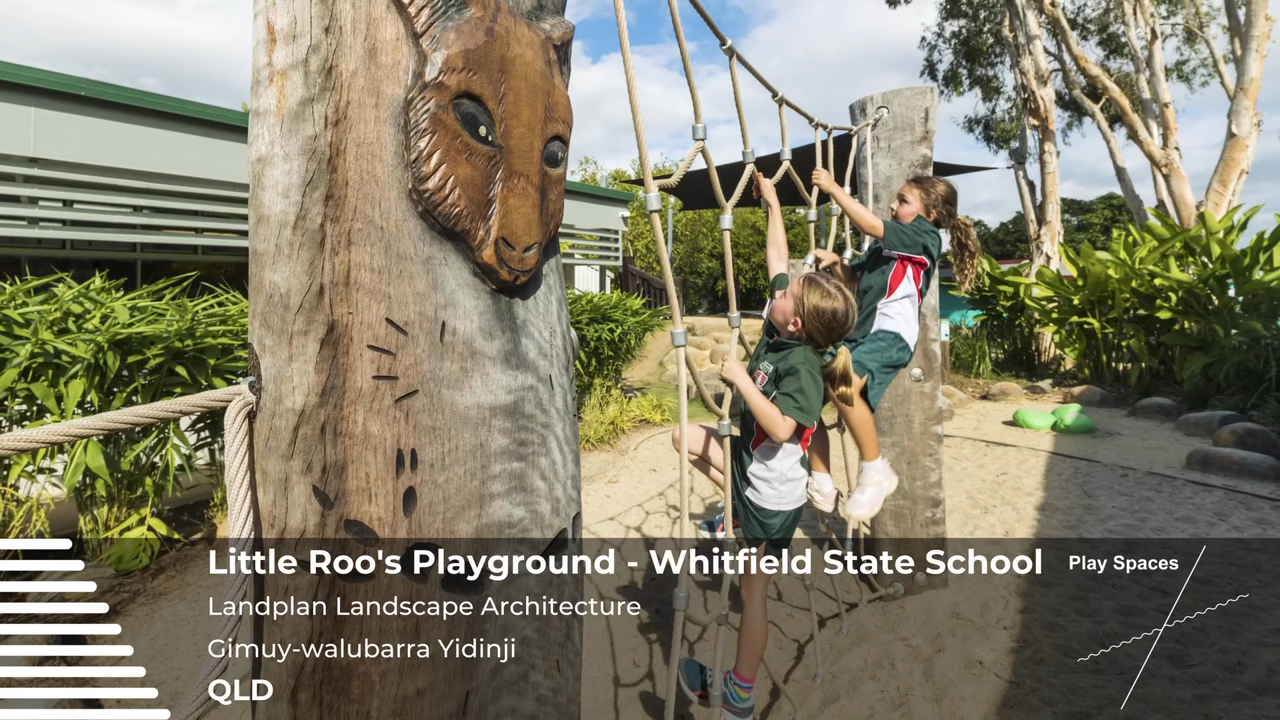 Little Roo's Playground - Whitfield State School
Play Spaces
Landplan Landscape Architecture
Gimuy-walubarra Yidinji
QLD